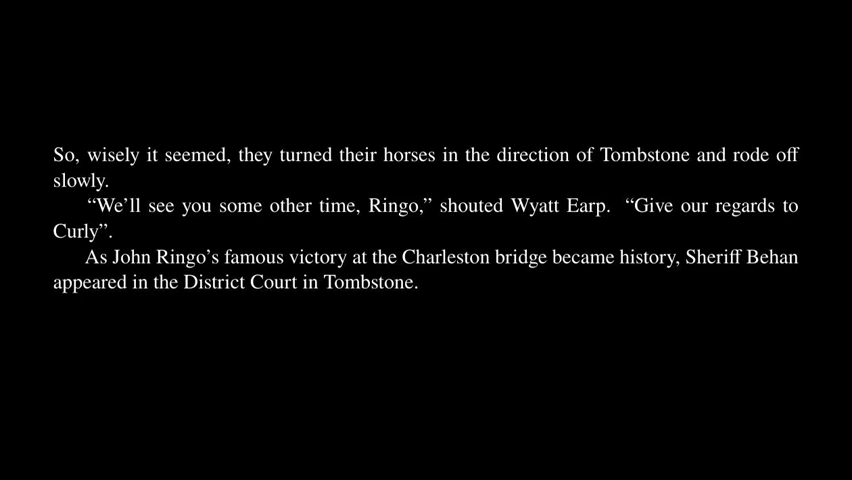 So, wisely it seemed, they turned their horses in the direction of Tombstone and rode off
slowly.
“We’ll see you some other time, Ringo,” shouted Wyatt Earp. “Give our regards to
Curly”.
As John Ringo’s famous victory at the Charleston bridge became history, Sheriff Behan
appeared in the District Court in Tombstone.